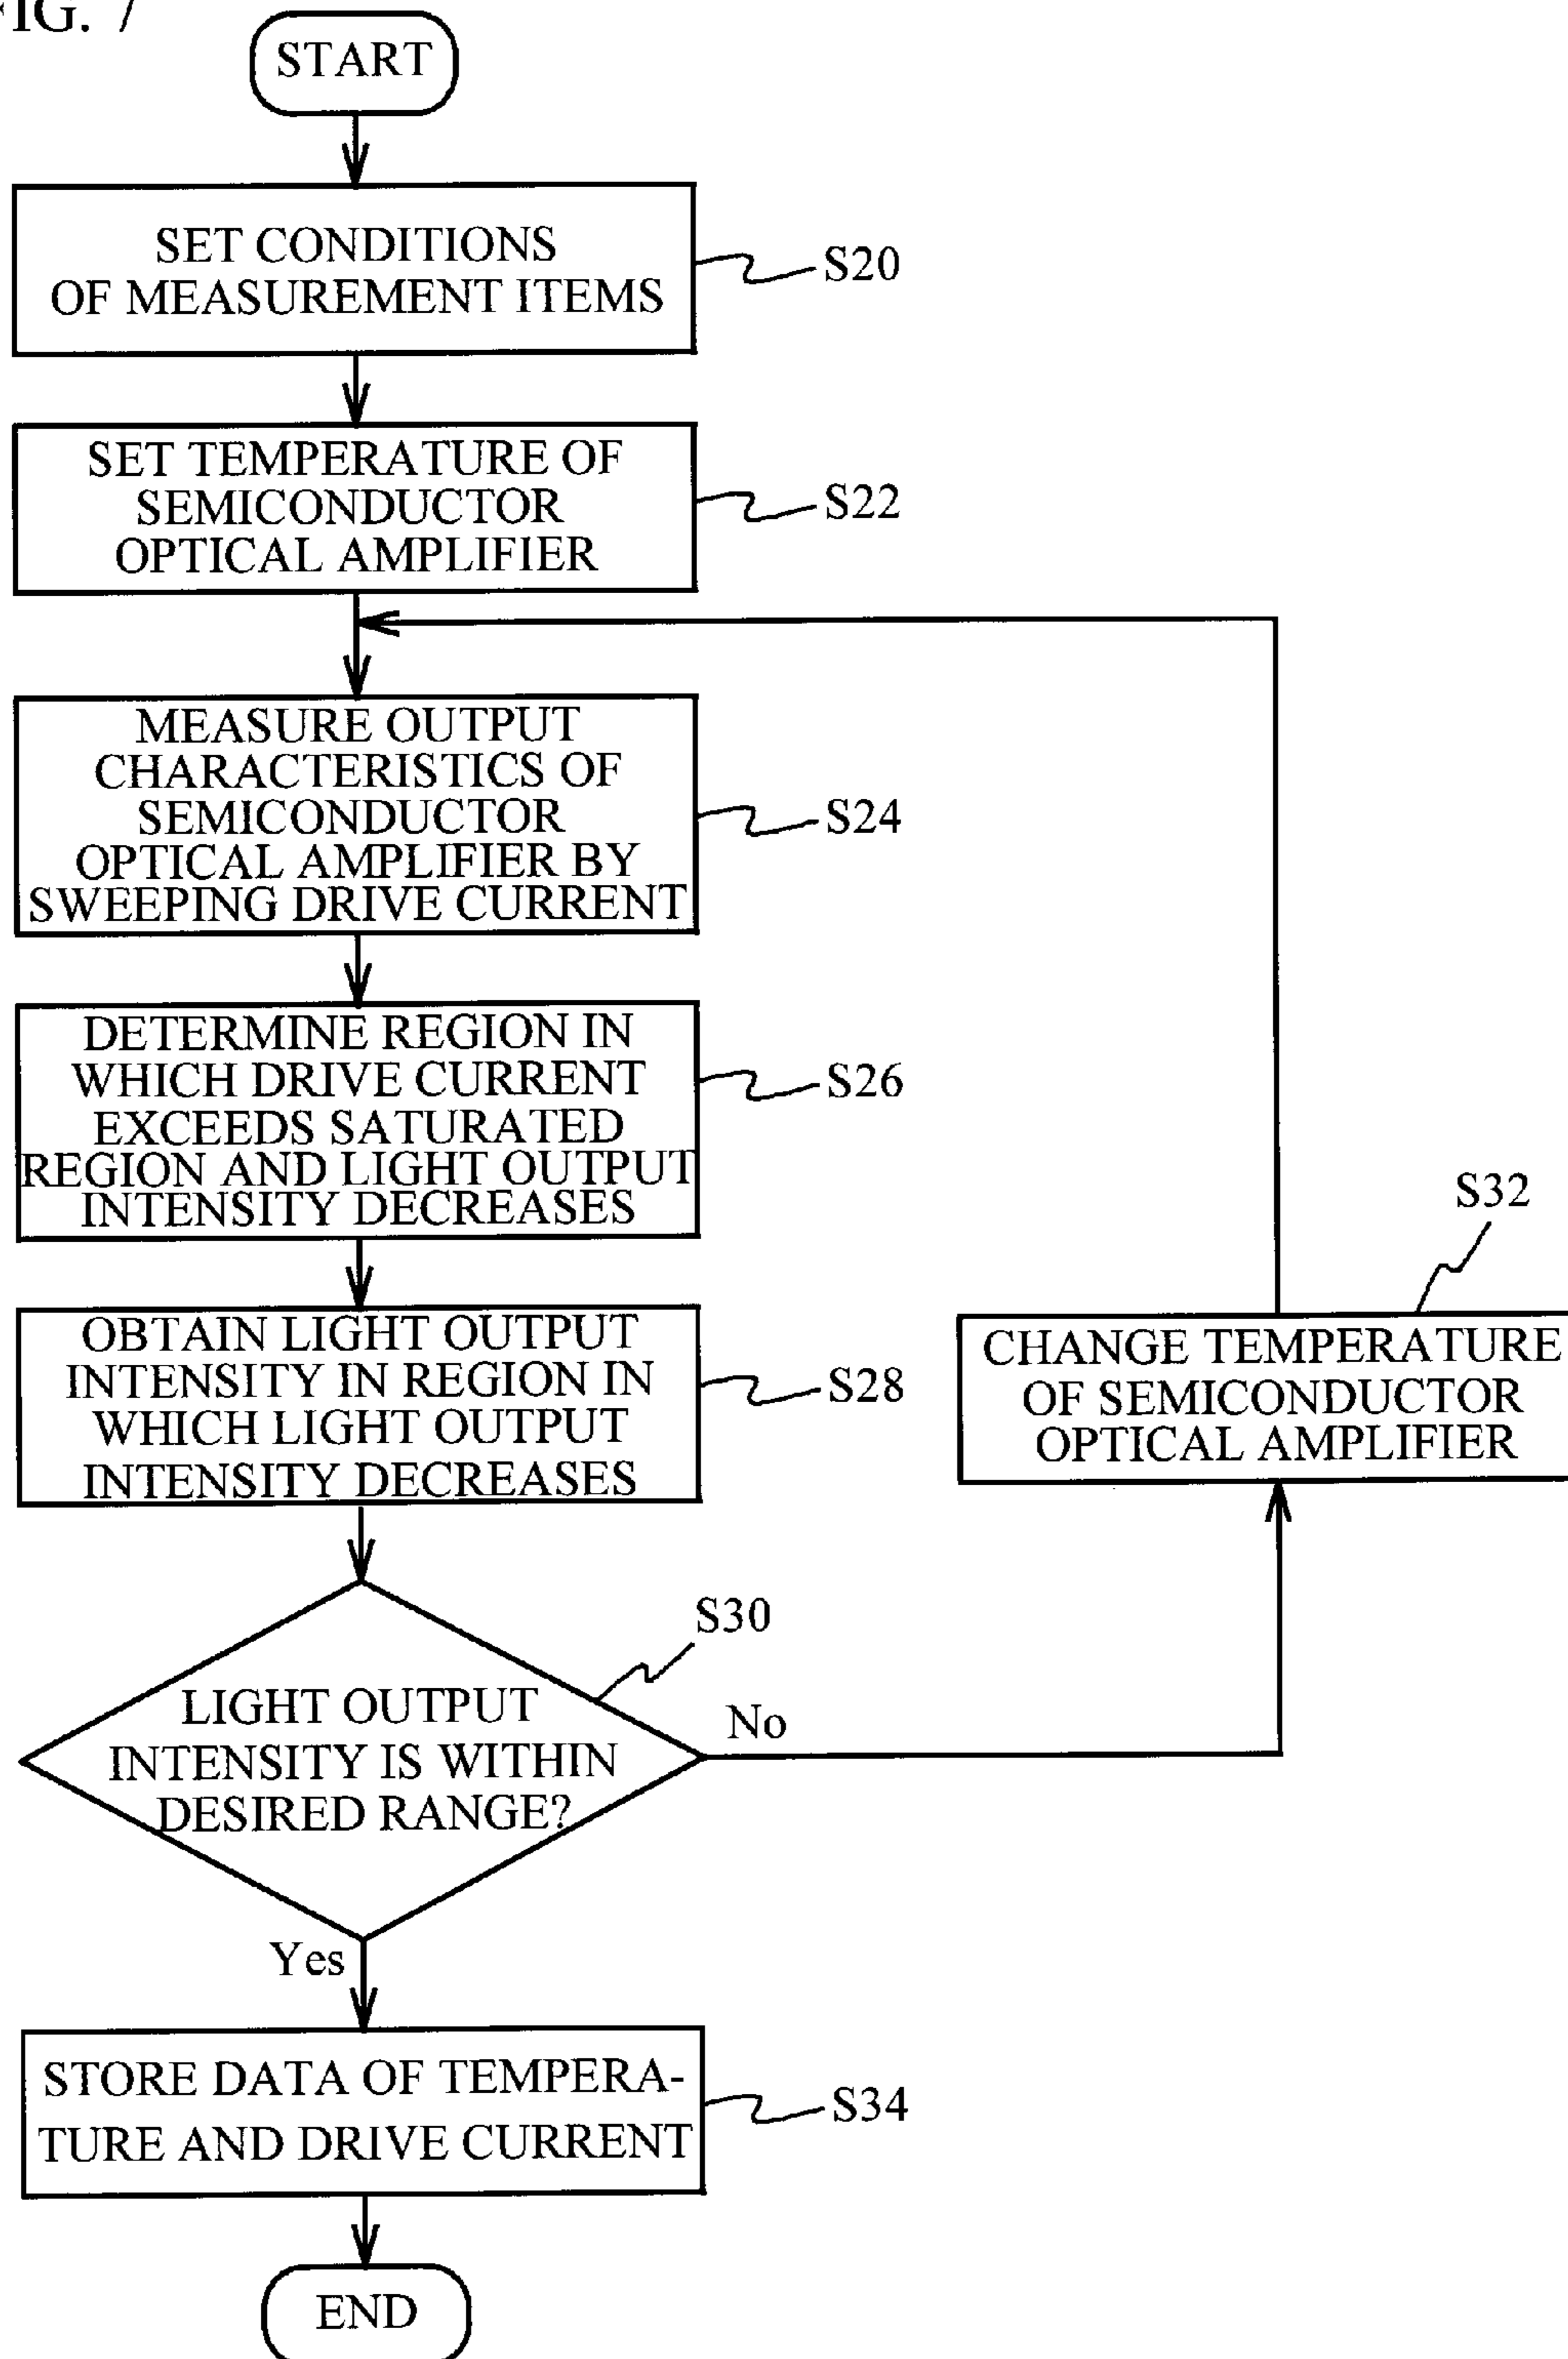 FIG. 7
START
SET CONDITIONS
OF MEASUREMENT ITEMS
S20
SET TEMPERATURE OF
SEMICONDUCTOR
OPTICAL AMPLIFIER
S22
MEASURE OUTPUT
CHARACTERISTICS OF
SEMICONDUCTOR
OPTICAL AMPLIFIER BY
SWEEPING DRIVE CURRENT
S24
DETERMINE REGION IN
WHICH DRIVE CURRENT
EXCEEDS SATURATED
REGION AND LIGHT OUTPUT
INTENSITY DECREASES
S26
OBTAIN LIGHT OUTPUT
INTENSITY IN REGION IN
WHICH LIGHT OUTPUT
INTENSITY DECREASES
S28
S32
CHANGE TEMPERATURE
OF SEMICONDUCTOR
OPTICAL AMPLIFIER
S30
LIGHT OUTPUT
INTENSITY IS WITHIN
DESIRED RANGE?
No
Yes
STORE DATA OF TEMPERA-
TURE AND DRIVE CURRENT
S34
END